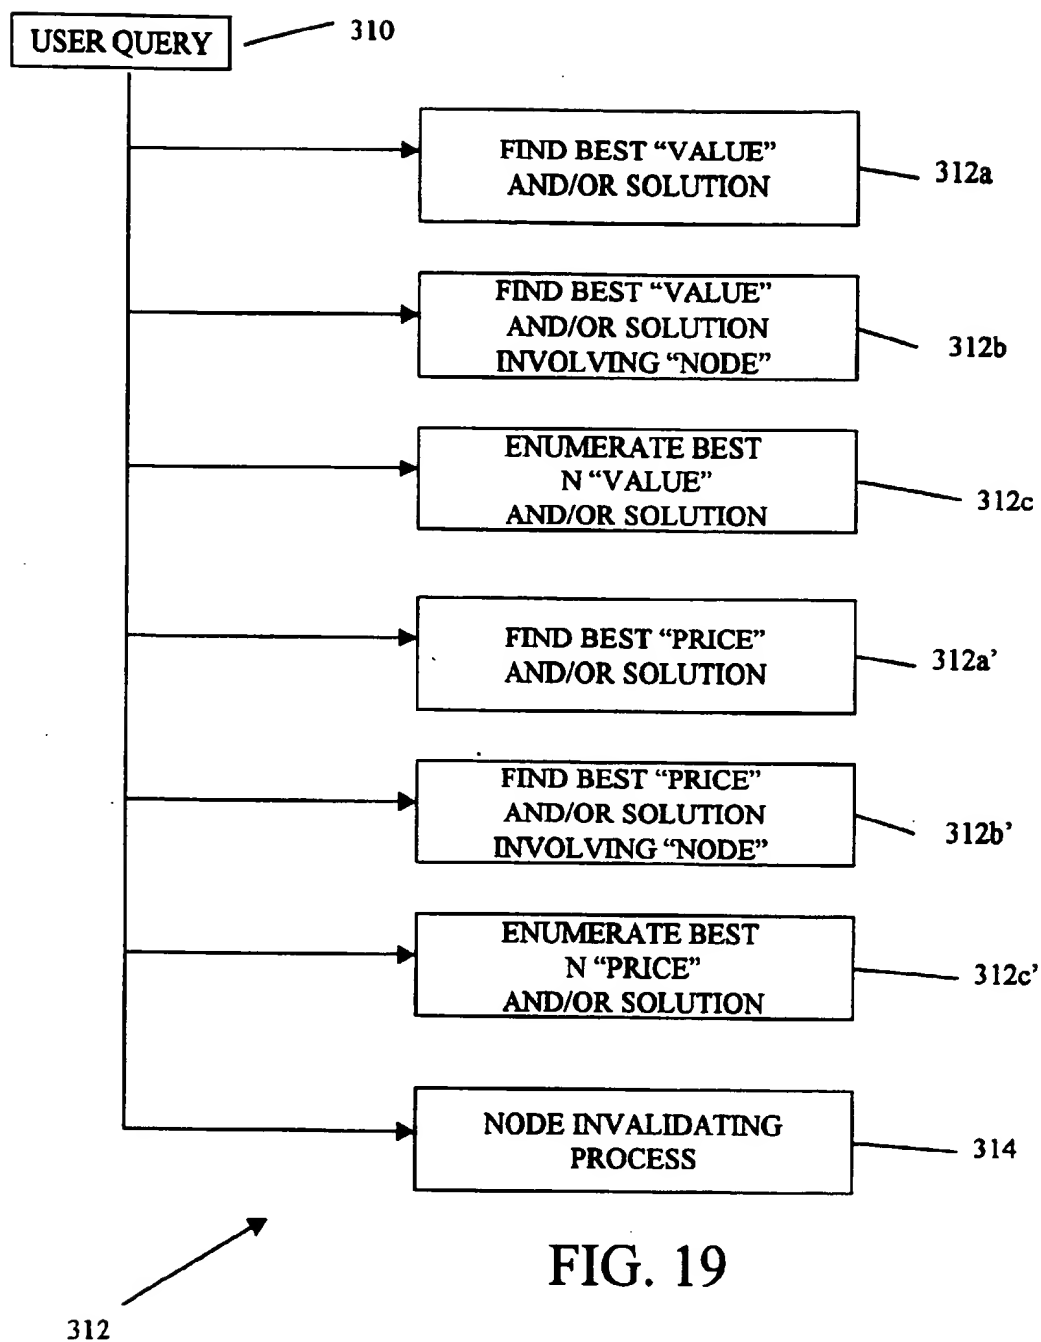 USER QUERY
310
FIND BEST “VALUE”
AND/OR SOLUTION
312a
FIND BEST “VALUE”
AND/OR SOLUTION
INVOLVING “NODE”
312b
ENUMERATE BEST
N “VALUE”
AND/OR SOLUTION
312c
FIND BEST “PRICE”
AND/OR SOLUTION
312a’
FIND BEST “PRICE”
AND/OR SOLUTION
INVOLVING “NODE”
312b’
ENUMERATE BEST
N “PRICE”
AND/OR SOLUTION
312c’
NODE INVALIDATING
PROCESS
314
312
FIG. 19